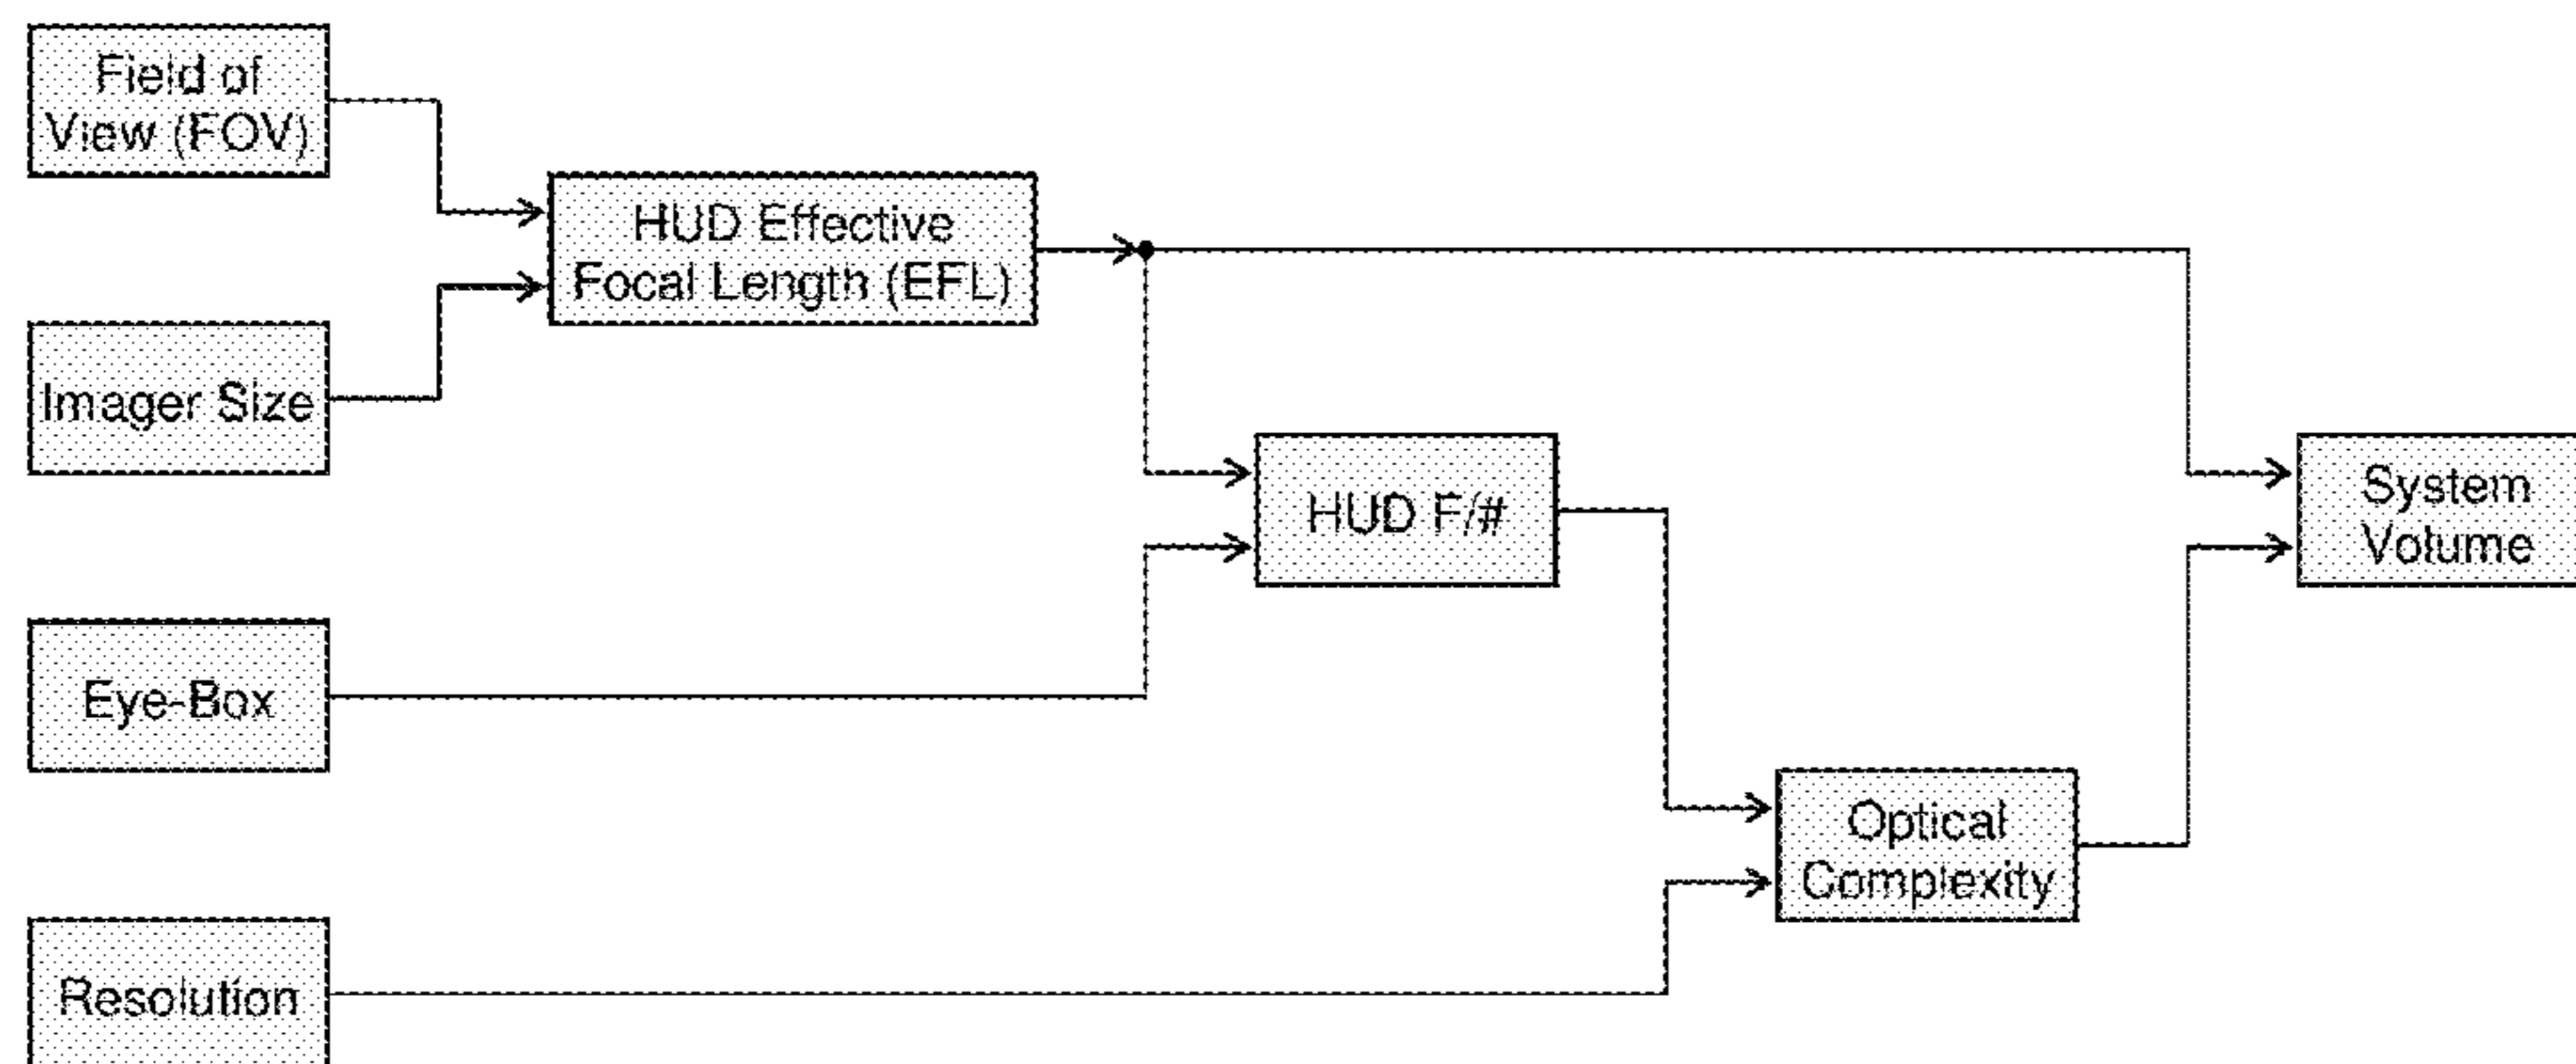 Field of
View (FOV)
HUD Effective
Focal Length (EFL)
Imager Size
HUD F/#
System
Volume
Eye-Box
Optical
Complexity
Resolution